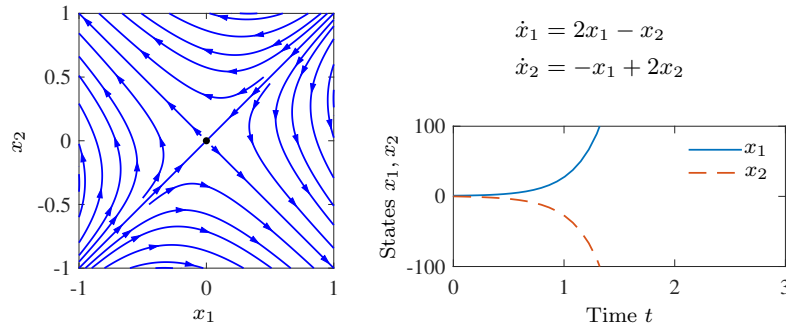 1
0.5
0
-0.5
-1
-1 0 1
x₁
x₂
ẋ₁ = 2x₁ − x₂
ẋ₂ = −x₁ + 2x₂
100
0
-100
0 1 2 3
States x₁, x₂
Time t
x₁
x₂